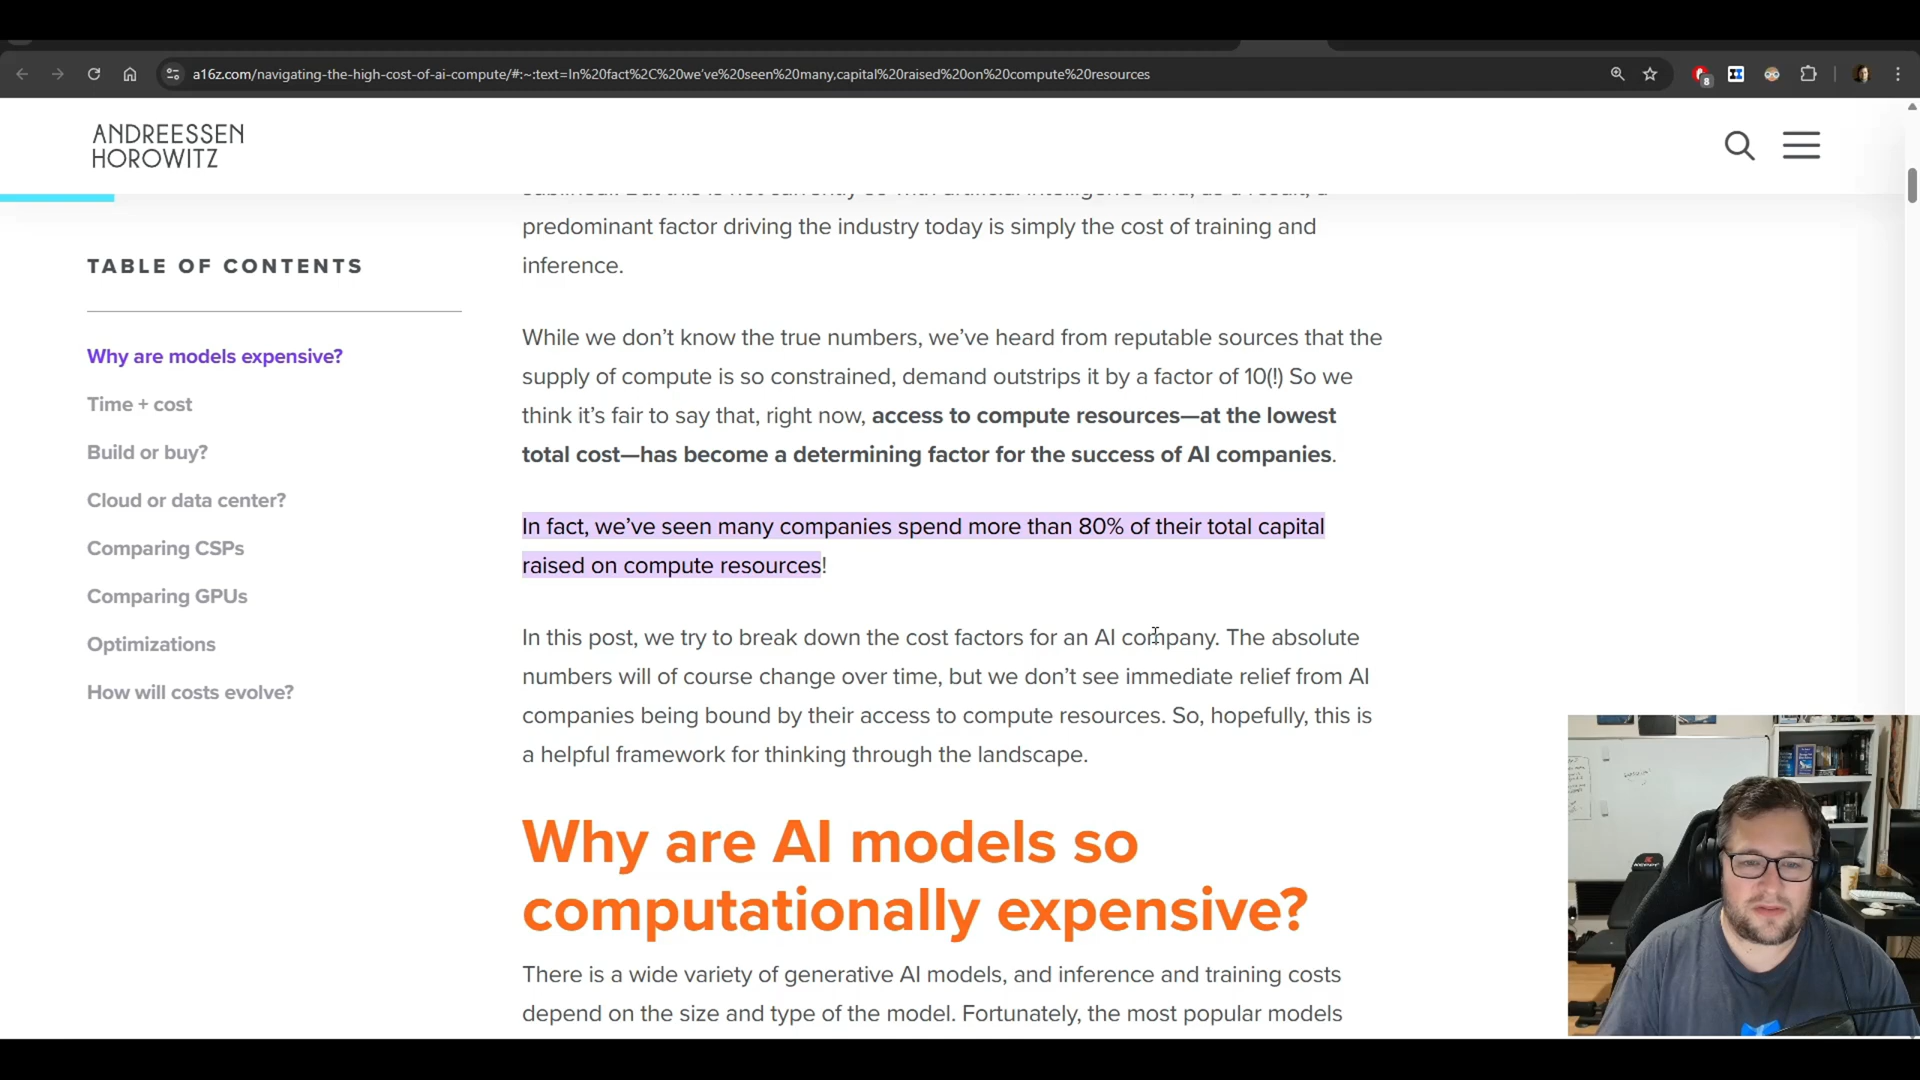 a16z.com/navigating-the-high-cost-of-ai-compute/#:~:text=In%20fact%2C%20we've%20seen%20many,capital%20raised%20on%20compute%20resources
8
ANDREESSEN
HOROWITZ
TABLE OF CONTENTS
Why are models expensive?
Time + cost
Build or buy?
Cloud or data center?
Comparing CSPs
Comparing GPUs
Optimizations
How will costs evolve?
predominant factor driving the industry today is simply the cost of training and
inference.
While we don’t know the true numbers, we’ve heard from reputable sources that the
supply of compute is so constrained, demand outstrips it by a factor of 10(!) So we
think it’s fair to say that, right now, access to compute resources—at the lowest
total cost—has become a determining factor for the success of AI companies.
In fact, we’ve seen many companies spend more than 80% of their total capital
raised on compute resources!
In this post, we try to break down the cost factors for an AI company. The absolute
numbers will of course change over time, but we don’t see immediate relief from AI
companies being bound by their access to compute resources. So, hopefully, this is
a helpful framework for thinking through the landscape.
Why are AI models so
computationally expensive?
There is a wide variety of generative AI models, and inference and training costs
depend on the size and type of the model. Fortunately, the most popular models